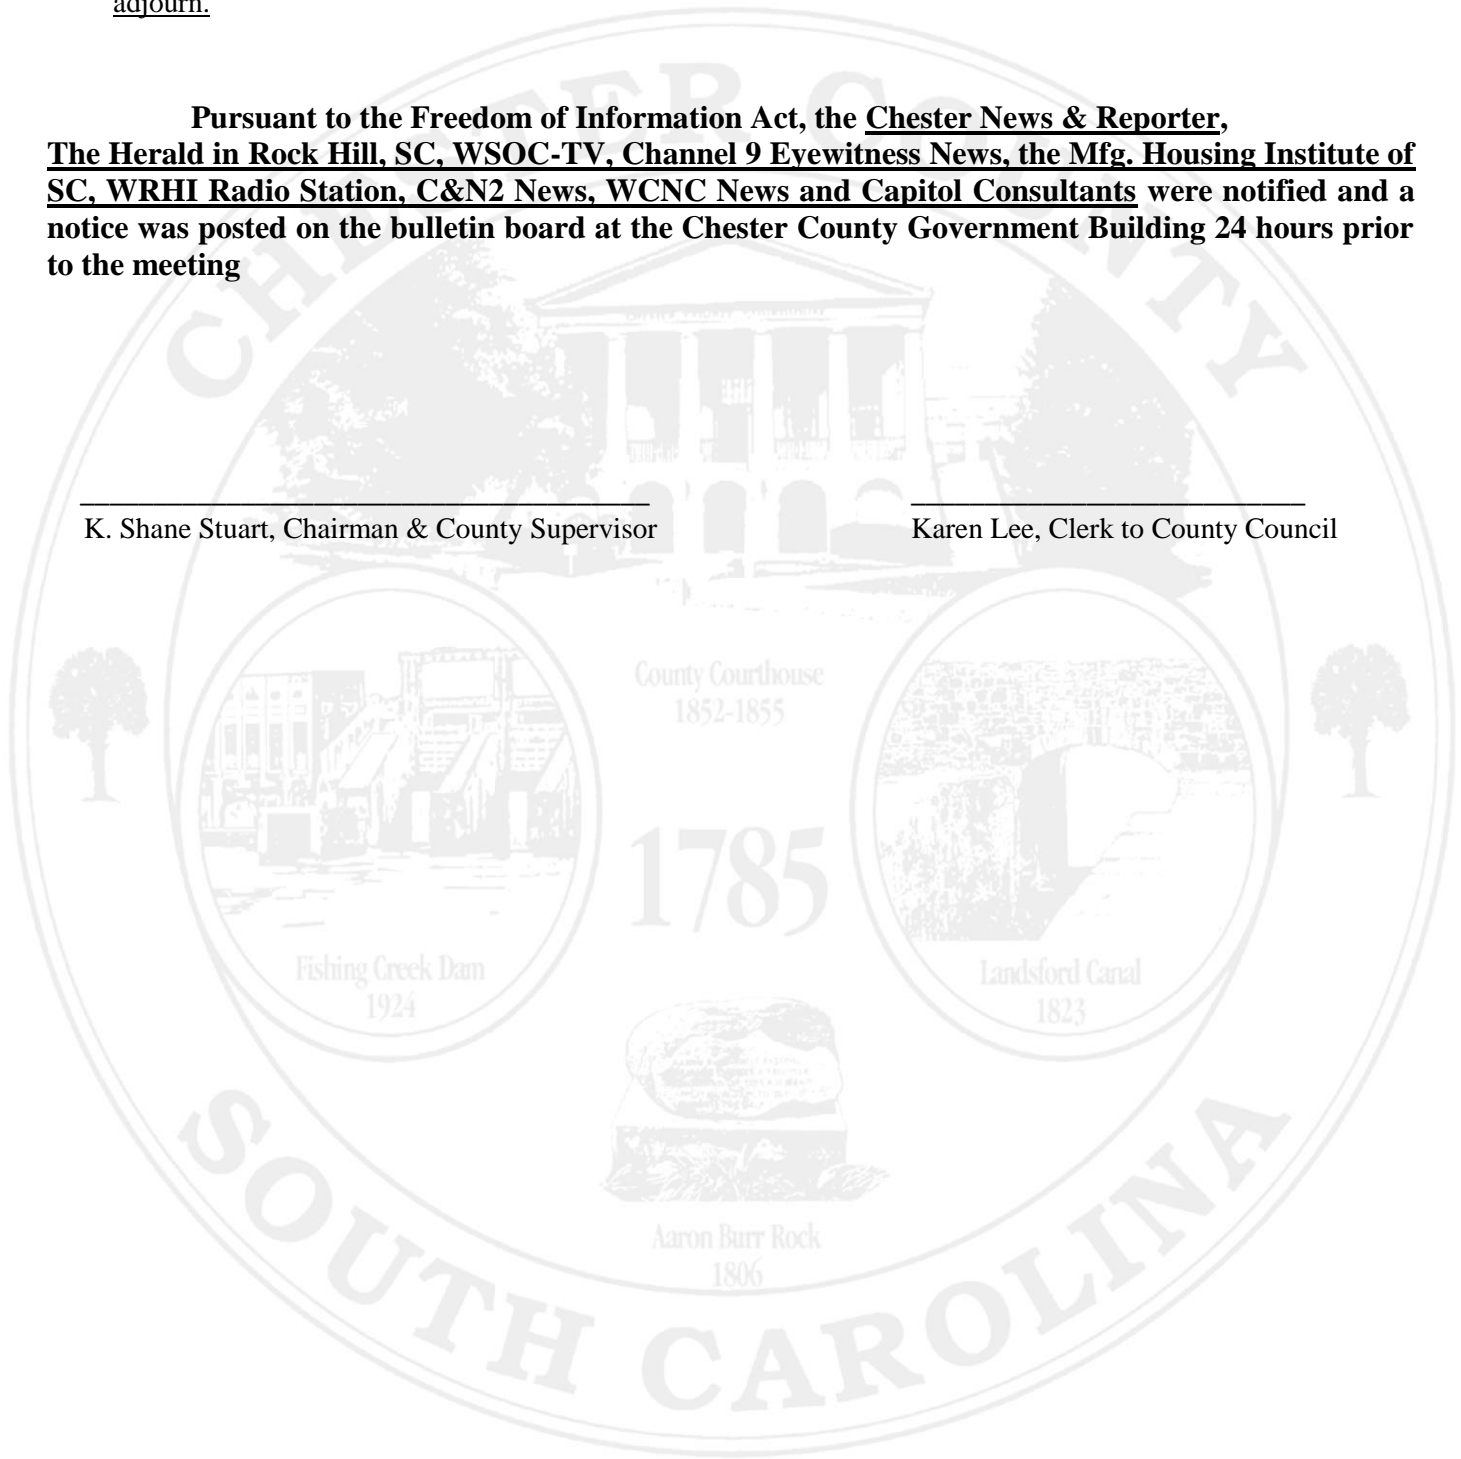 adjourn.
Pursuant to the Freedom of Information Act, the Chester News & Reporter,
The Herald in Rock Hill, SC, WSOC-TV, Channel 9 Eyewitness News, the Mfg. Housing Institute of
SC, WRHI Radio Station, C&N2 News, WCNC News and Capitol Consultants were notified and a
notice was posted on the bulletin board at the Chester County Government Building 24 hours prior
to the meeting
K. Shane Stuart, Chairman & County Supervisor
Karen Lee, Clerk to County Council
CHESTER COUNTY
County Courthouse
1852-1855
1785
Fishing Creek Dam
1924
Landsford Canal
1823
Aaron Burr Rock
1806
SOUTH CAROLINA